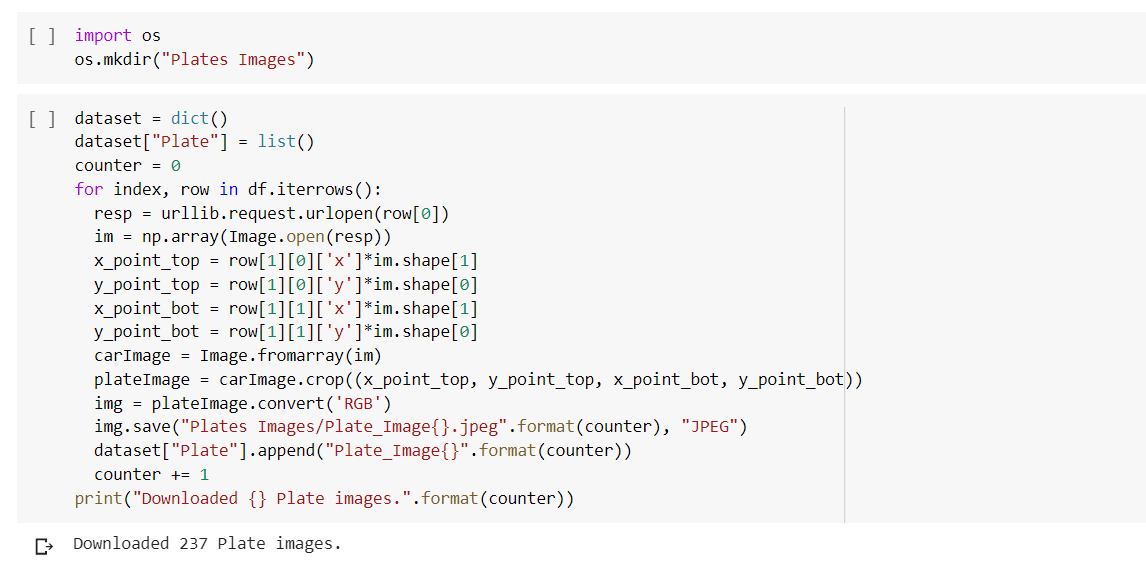 [ ] import os
os.mkdir("Plates Images")
[ ] dataset = dict()
dataset["Plate"] = list()
counter = 0
for index, row in df.iterrows():
  resp = urllib.request.urlopen(row[0])
  im = np.array(Image.open(resp))
  x_point_top = row[1][0]['x']*im.shape[1]
  y_point_top = row[1][0]['y']*im.shape[0]
  x_point_bot = row[1][1]['x']*im.shape[1]
  y_point_bot = row[1][1]['y']*im.shape[0]
  carImage = Image.fromarray(im)
  plateImage = carImage.crop((x_point_top, y_point_top, x_point_bot, y_point_bot))
  img = plateImage.convert('RGB')
  img.save("Plates Images/Plate_Image{}.jpeg".format(counter), "JPEG")
  dataset["Plate"].append("Plate_Image{}".format(counter))
  counter += 1
print("Downloaded {} Plate images.".format(counter))
Downloaded 237 Plate images.